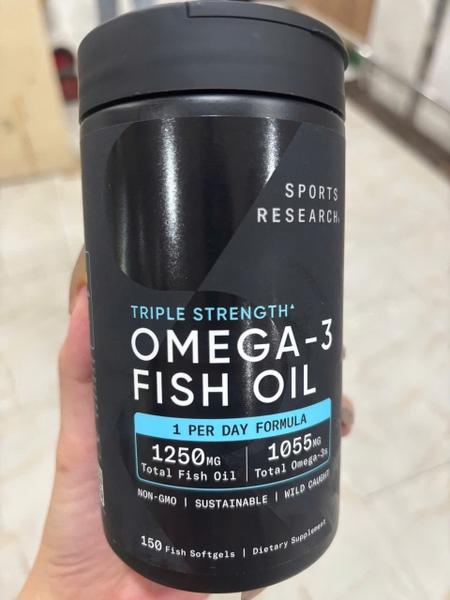 SPORTS
RESEARCH®
TRIPLE STRENGTH▲
OMEGA-3
FISH OIL
1 PER DAY FORMULA
1250MG
Total Fish Oil
1055MG
Total Omega-3s
NON-GMO | SUSTAINABLE | WILD CAUGHT
150 Fish Softgels | Dietary Supplement